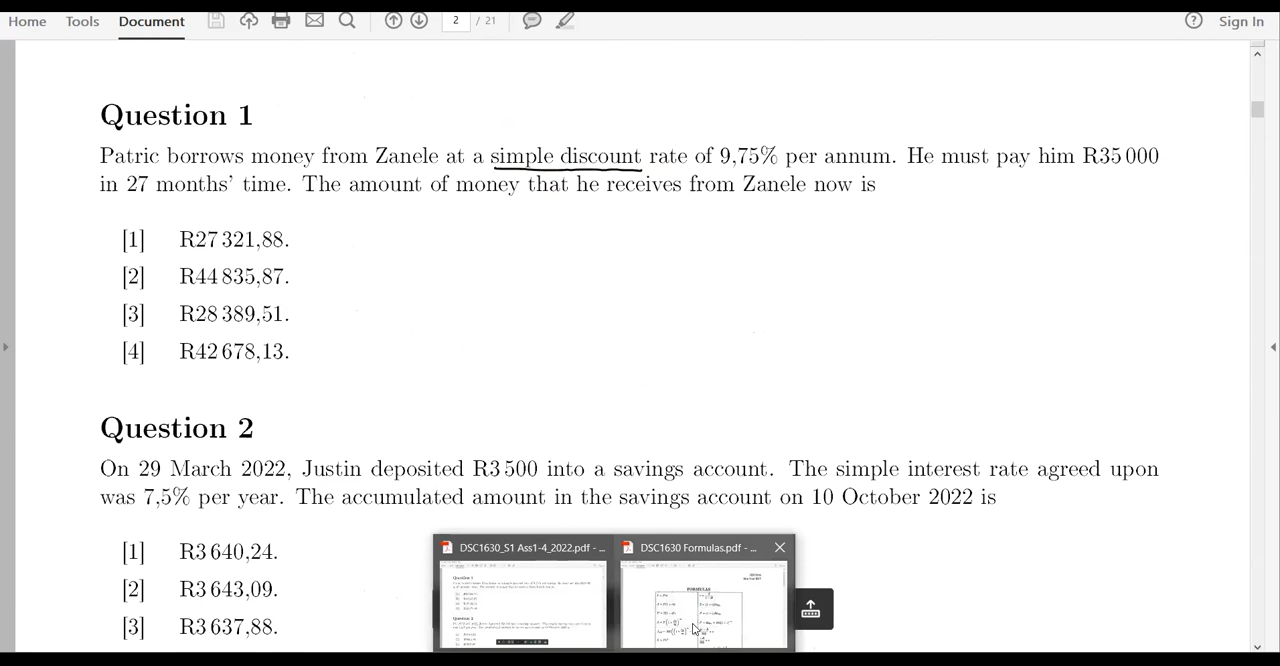 Home Tools Document 2 / 21 Sign In
Question 1
Patric borrows money from Zanele at a simple discount rate of 9,75% per annum. He must pay him R35 000
in 27 months' time. The amount of money that he receives from Zanele now is
[1] R27 321,88.
[2] R44 835,87.
[3] R28 389,51.
[4] R42 678,13.
Question 2
On 29 March 2022, Justin deposited R3 500 into a savings account. The simple interest rate agreed upon
was 7,5% per year. The accumulated amount in the savings account on 10 October 2022 is
[1] R3 640,24.
[2] R3 643,09.
[3] R3 637,88.
DSC1630_S1 Ass1-4_2022.pdf - ...
DSC1630 Formulas.pdf - ...
Question 1
Question 2
FORMULAS